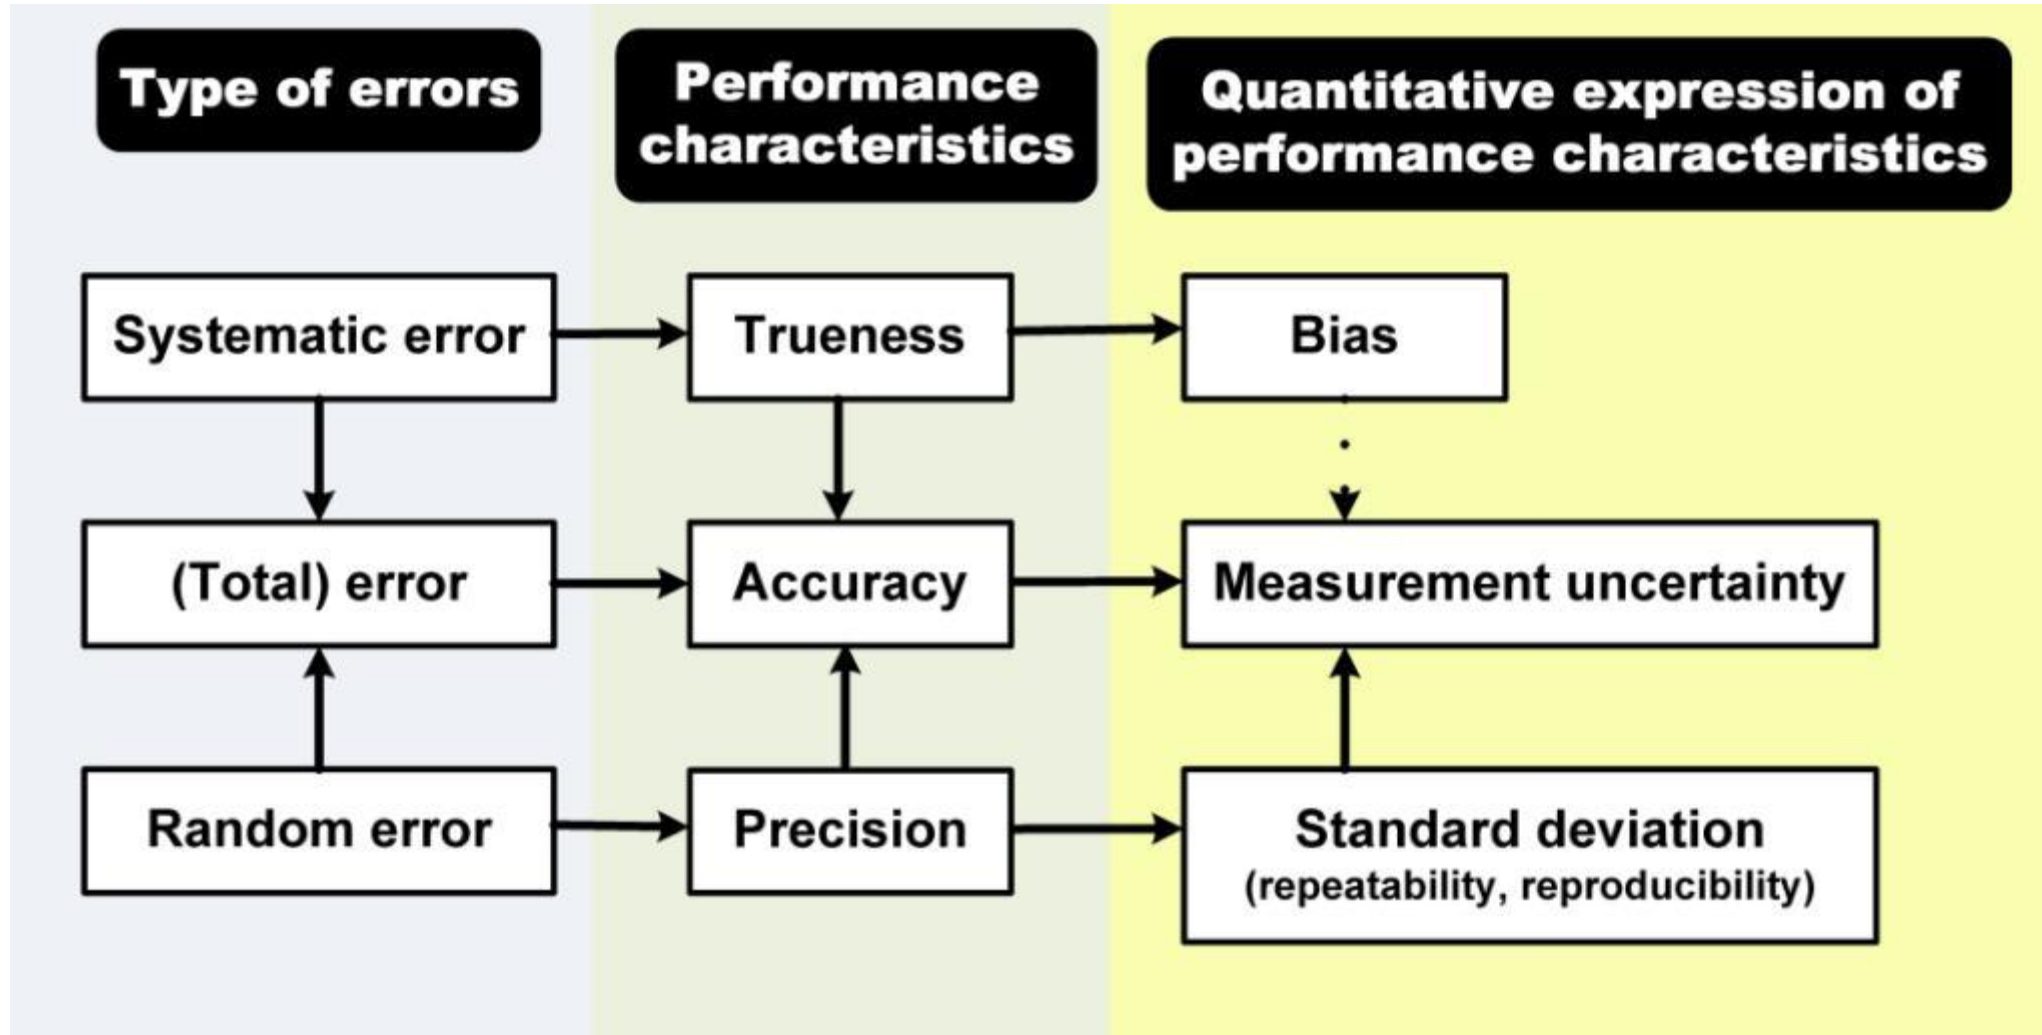 Type of errors
Performance
characteristics
Quantitative expression of
performance characteristics
Systematic error
Trueness
Bias
(Total) error
Accuracy
Measurement uncertainty
Random error
Precision
Standard deviation
(repeatability, reproducibility)